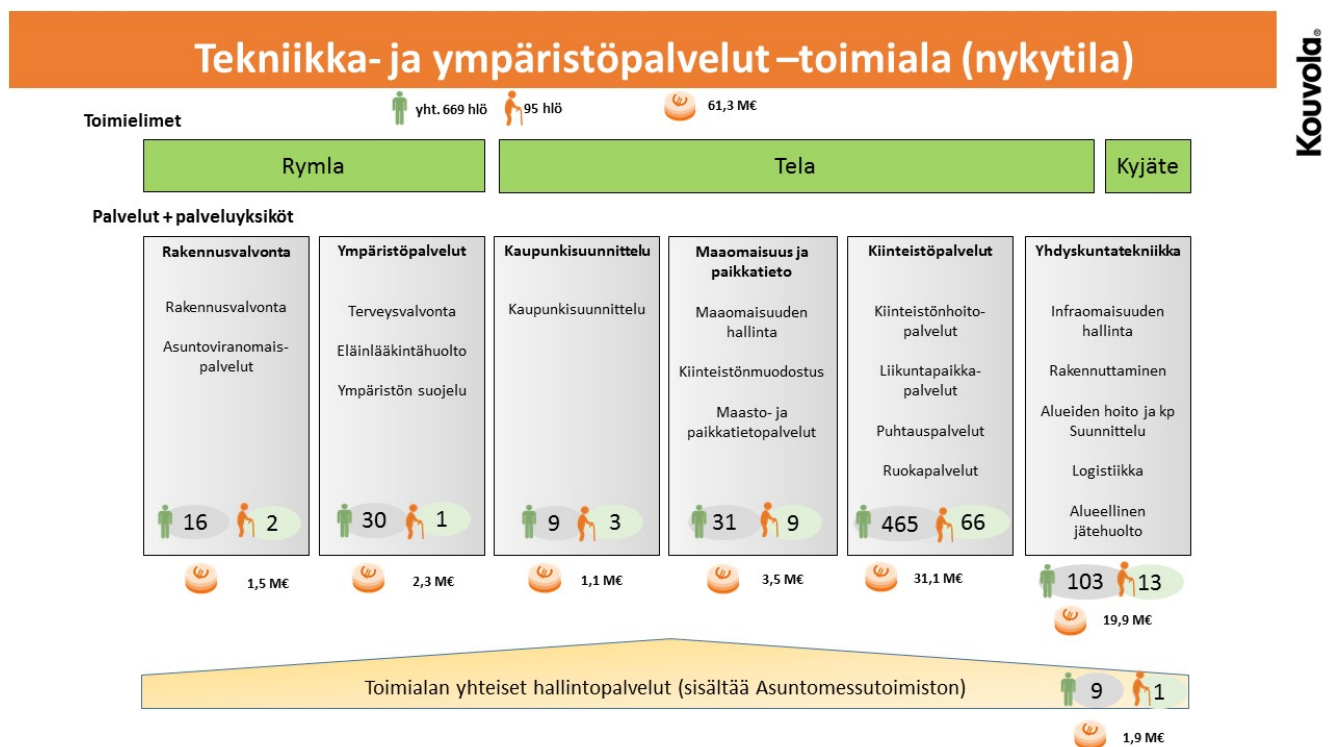 Tekniikka- ja ympäristöpalvelut –toimiala (nykytila)
Kouvola®
yht. 669 hlö
95 hlö
61,3 M€
Toimielimet
Rymla
Tela
Kyjäte
Palvelut + palveluyksiköt
Rakennusvalvonta
Rakennusvalvonta
Asuntoviranomais-
palvelut
16
2
1,5 M€
Ympäristöpalvelut
Terveysvalvonta
Eläinlääkintähuolto
Ympäristön suojelu
30
1
2,3 M€
Kaupunkisuunnittelu
Kaupunkisuunnittelu
9
3
1,1 M€
Maaomaisuus ja
paikkatieto
Maaomaisuuden
hallinta
Kiinteistönmuodostus
Maasto- ja
paikkatietopalvelut
31
9
3,5 M€
Kiinteistöpalvelut
Kiinteistönhoito-
palvelut
Liikuntapaikka-
palvelut
Puhtauspalvelut
Ruokapalvelut
465
66
31,1 M€
Yhdyskuntatekniikka
Infraomaisuuden
hallinta
Rakennuttaminen
Alueiden hoito ja kp
Suunnittelu
Logistiikka
Alueellinen
jätehuolto
103
13
19,9 M€
Toimialan yhteiset hallintopalvelut (sisältää Asuntomessutoimiston)
9
1
1,9 M€